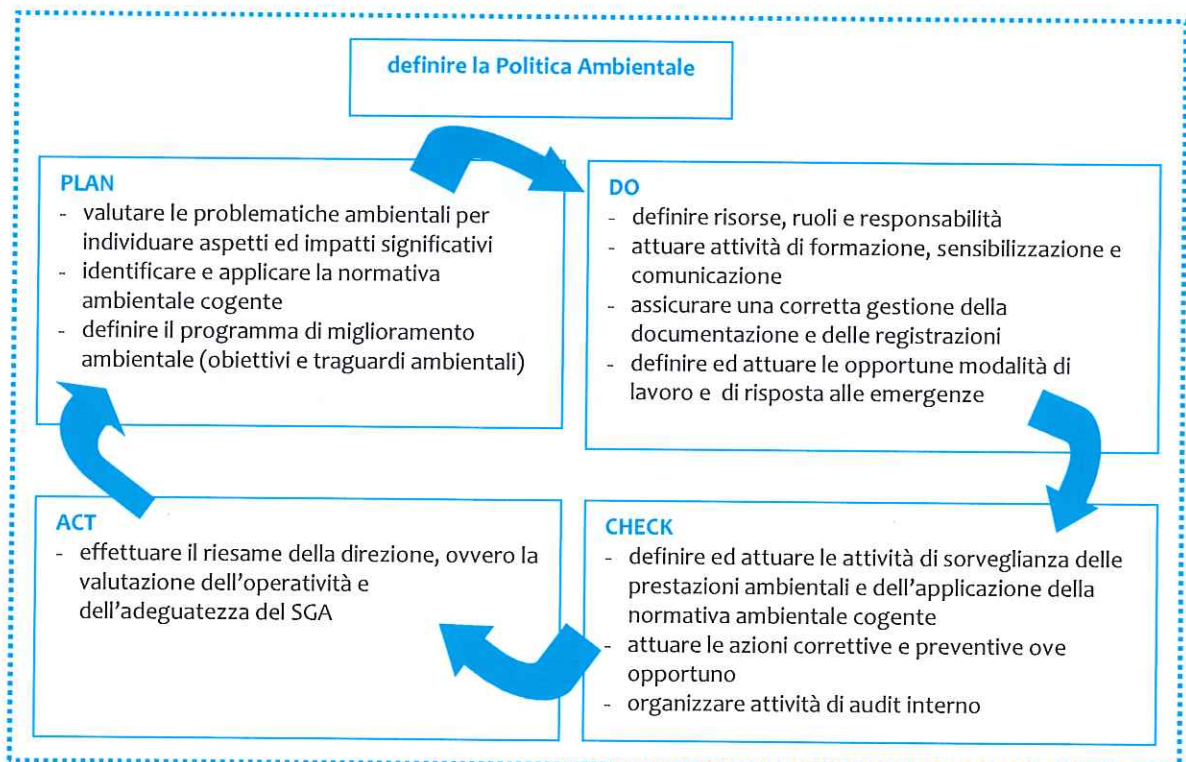 definire la Politica Ambientale
PLAN
- valutare le problematiche ambientali per
individuare aspetti ed impatti significativi
- identificare e applicare la normativa
ambientale cogente
- definire il programma di miglioramento
ambientale (obiettivi e traguardi ambientali)
DO
- definire risorse, ruoli e responsabilità
- attuare attività di formazione, sensibilizzazione e
comunicazione
- assicurare una corretta gestione della
documentazione e delle registrazioni
- definire ed attuare le opportune modalità di
lavoro e di risposta alle emergenze
ACT
- effettuare il riesame della direzione, ovvero la
valutazione dell'operatività e
dell'adeguatezza del SGA
CHECK
- definire ed attuare le attività di sorveglianza delle
prestazioni ambientali e dell'applicazione della
normativa ambientale cogente
- attuare le azioni correttive e preventive ove
opportuno
- organizzare attività di audit interno